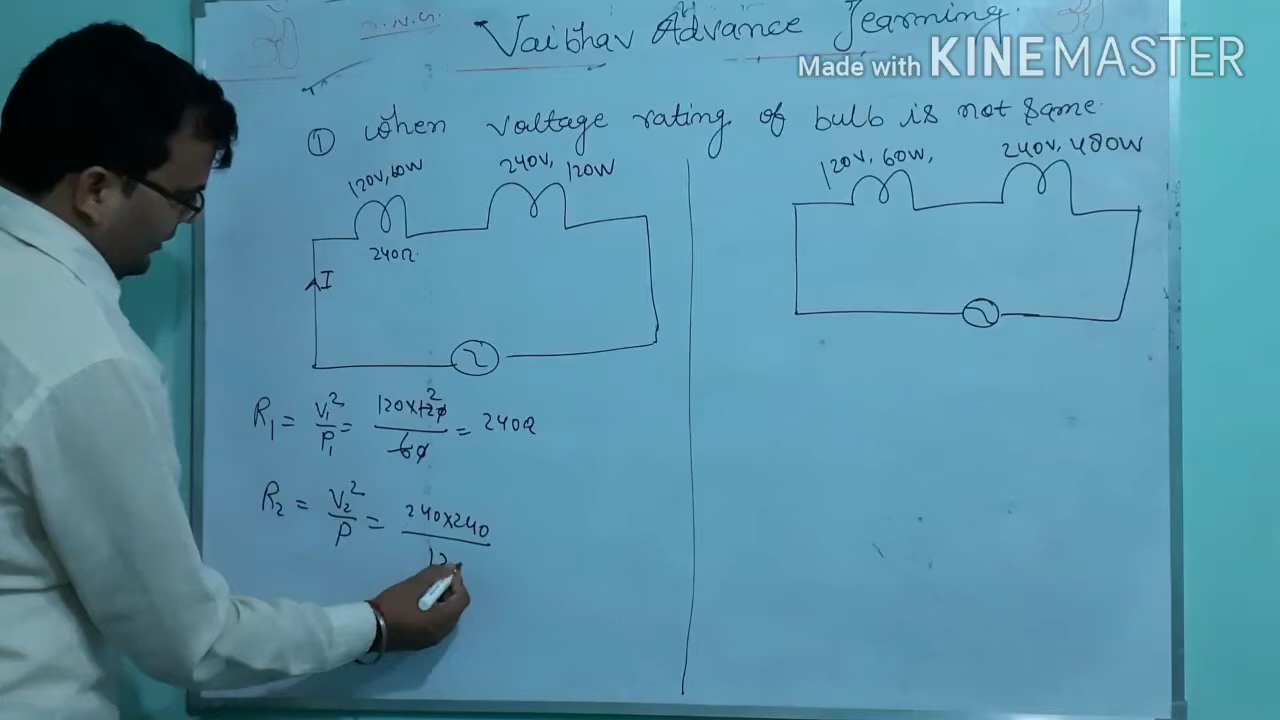 Vaibhav Advance Learning
Made with KINEMASTER
① When voltage rating of bulb is not same.
120V, 60W
240V, 120W
240Ω
I
120V, 60W,
240V, 480W
R₁ = V₁²/P₁ = 120×120/60 = 240Ω
2
R₂ = V₂²/P = 240×240/12